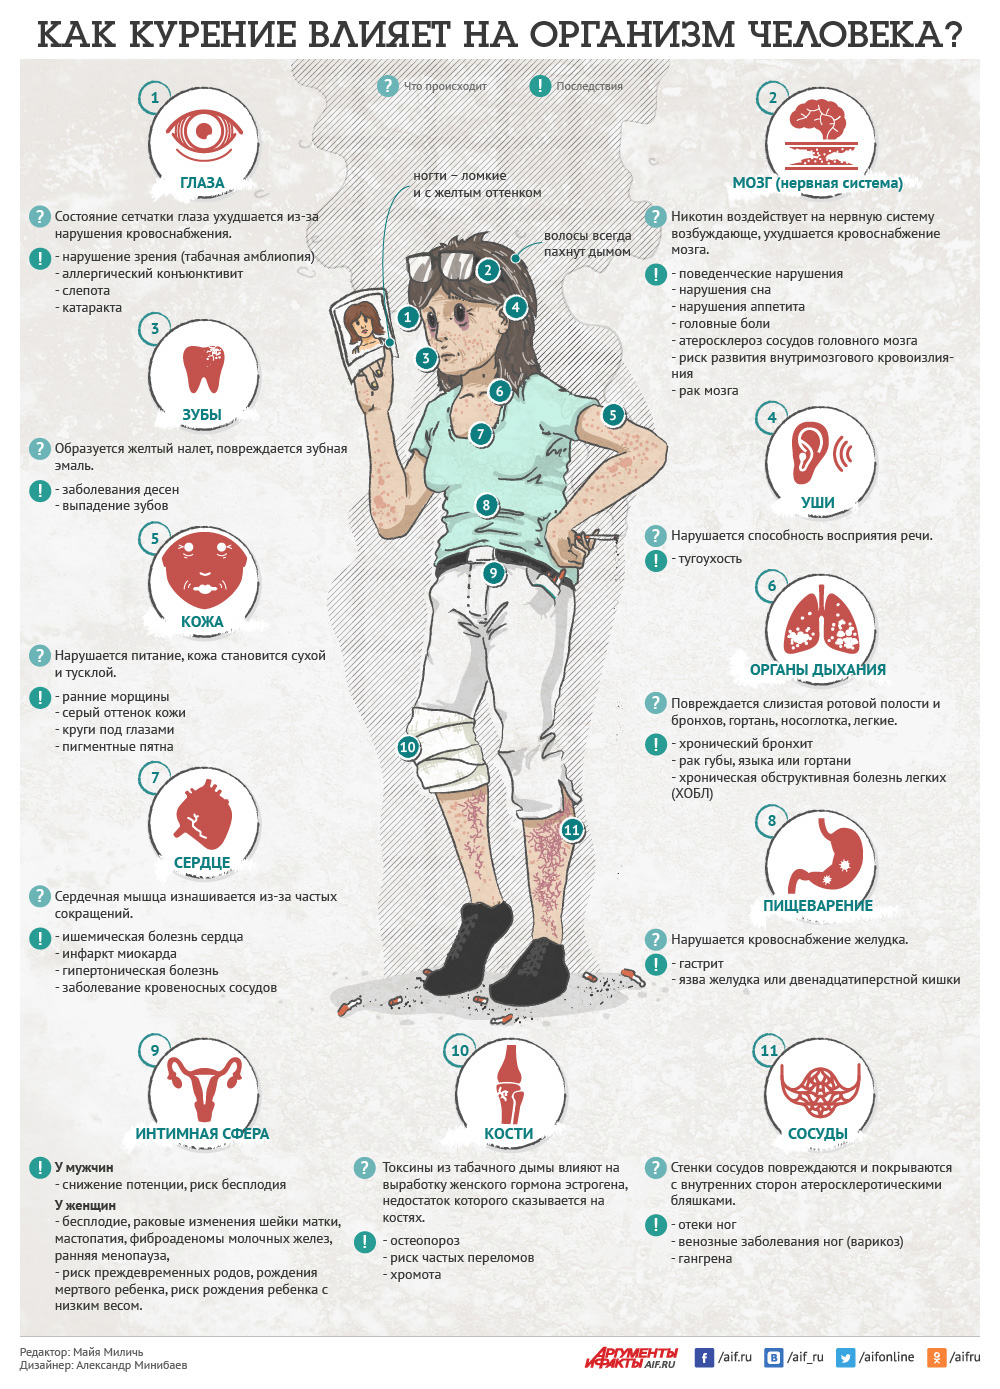 КАК КУРЕНИЕ ВЛИЯЕТ НА ОРГАНИЗМ ЧЕЛОВЕКА?
? Что происходит
! Последствия
ногти – ломкие
и с желтым оттенком
волосы всегда
пахнут дымом
1
2
3
4
5
6
7
8
9
10
11
1
ГЛАЗА
? Состояние сетчатки глаза ухудшается из-за
нарушения кровоснабжения.
! - нарушение зрения (табачная амблиопия)
- аллергический конъюнктивит
- слепота
- катаракта
2
МОЗГ (нервная система)
? Никотин воздействует на нервную систему
возбуждающе, ухудшается кровоснабжение
мозга.
! - поведенческие нарушения
- нарушения сна
- нарушения аппетита
- головные боли
- атеросклероз сосудов головного мозга
- риск развития внутримозгового кровоизлия-
ния
- рак мозга
3
ЗУБЫ
? Образуется желтый налет, повреждается зубная
эмаль.
! - заболевания десен
- выпадение зубов
4
УШИ
? Нарушается способность восприятия речи.
! - тугоухость
5
КОЖА
? Нарушается питание, кожа становится сухой
и тусклой.
! - ранние морщины
- серый оттенок кожи
- круги под глазами
- пигментные пятна
6
ОРГАНЫ ДЫХАНИЯ
? Повреждается слизистая ротовой полости и
бронхов, гортань, носоглотка, легкие.
! - хронический бронхит
- рак губы, языка или гортани
- хроническая обструктивная болезнь легких
(ХОБЛ)
7
СЕРДЦЕ
? Сердечная мышца изнашивается из-за частых
сокращений.
! - ишемическая болезнь сердца
- инфаркт миокарда
- гипертоническая болезнь
- заболевание кровеносных сосудов
8
ПИЩЕВАРЕНИЕ
? Нарушается кровоснабжение желудка.
! - гастрит
- язва желудка или двенадцатиперстной кишки
9
ИНТИМНАЯ СФЕРА
! У мужчин
- снижение потенции, риск бесплодия
У женщин
- бесплодие, раковые изменения шейки матки,
мастопатия, фиброаденомы молочных желез,
ранняя менопауза,
- риск преждевременных родов, рождения
мертвого ребенка, риск рождения ребенка с
низким весом.
10
КОСТИ
? Токсины из табачного дымы влияют на
выработку женского гормона эстрогена,
недостаток которого сказывается на
костях.
! - остеопороз
- риск частых переломов
- хромота
11
СОСУДЫ
? Стенки сосудов повреждаются и покрываются
с внутренних сторон атеросклеротическими
бляшками.
! - отеки ног
- венозные заболевания ног (варикоз)
- гангрена
Редактор: Майя Миличь
Дизайнер: Александр Минибаев
АРГУМЕНТЫ
И ФАКТЫ AIF.RU
f /aif.ru
B /aif_ru
/aifonline
/aifru